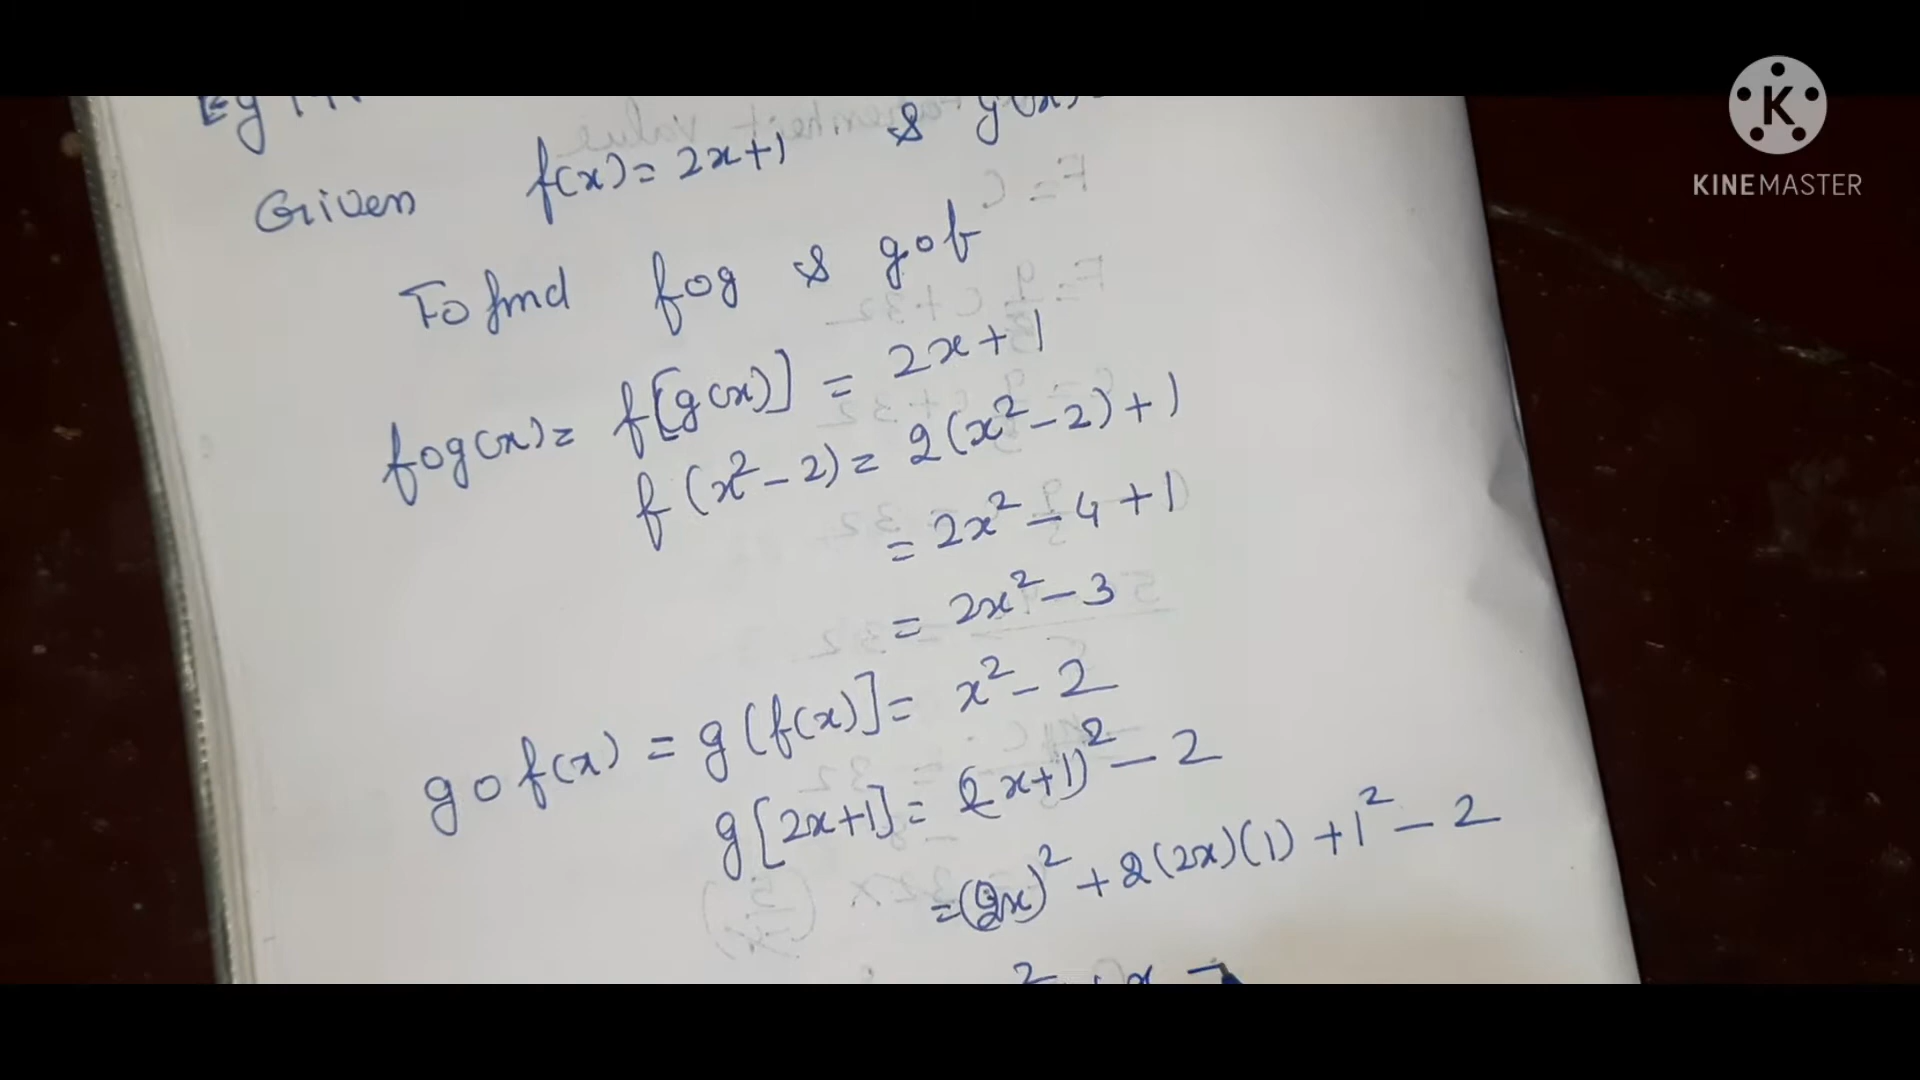 Eg
Given f(x) = 2x+1 & g(x)
To find fog & gof
fog(x) = f[g(x)] = 2x+1
f(x²-2) = 2(x²-2)+1
= 2x²-4+1
= 2x²-3
gof(x) = g(f(x)] = x²-2
g[2x+1] = (2x+1)²-2
= (2x)²+2(2x)(1)+1²-2
KINEMASTER